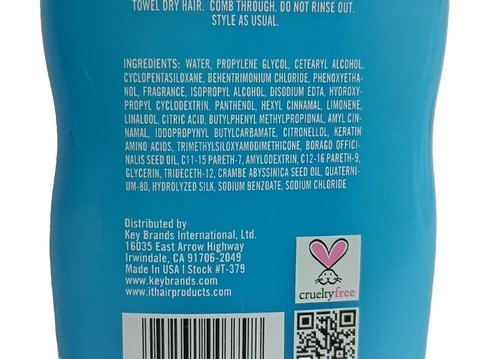 TOWEL DRY HAIR. COMB THROUGH. DO NOT RINSE OUT.
STYLE AS USUAL.
INGREDIENTS: WATER, PROPYLENE GLYCOL, CETEARYL ALCOHOL,
CYCLOPENTASILOXANE, BEHENTRIMONIUM CHLORIDE, PHENOXYETHA-
NOL, FRAGRANCE, ISOPROPYL ALCOHOL, DISODIUM EDTA, HYDROXY-
PROPYL CYCLODEXTRIN, PANTHENOL, HEXYL CINNAMAL, LIMONENE,
LINALOOL, CITRIC ACID, BUTYLPHENYL METHYLPROPIONAL, AMYL CIN-
NAMAL, IODOPROPYNYL BUTYLCARBAMATE, CITRONELLOL, KERATIN
AMINO ACIDS, TRIMETHYLSILOXYAMODIMETHICONE, BORAGO OFFICI-
NALIS SEED OIL, C11-15 PARETH-7, AMYLODEXTRIN, C12-16 PARETH-9,
GLYCERIN, TRIDECETH-12, CRAMBE ABYSSINICA SEED OIL, QUATERNI-
UM-80, HYDROLYZED SILK, SODIUM BENZOATE, SODIUM CHLORIDE
Distributed by
Key Brands International, Ltd.
16035 East Arrow Highway
Irwindale, CA 91706-2049
Made In USA | Stock #T-379
www.keybrands.com
www.ithairproducts.com
crueltyfree